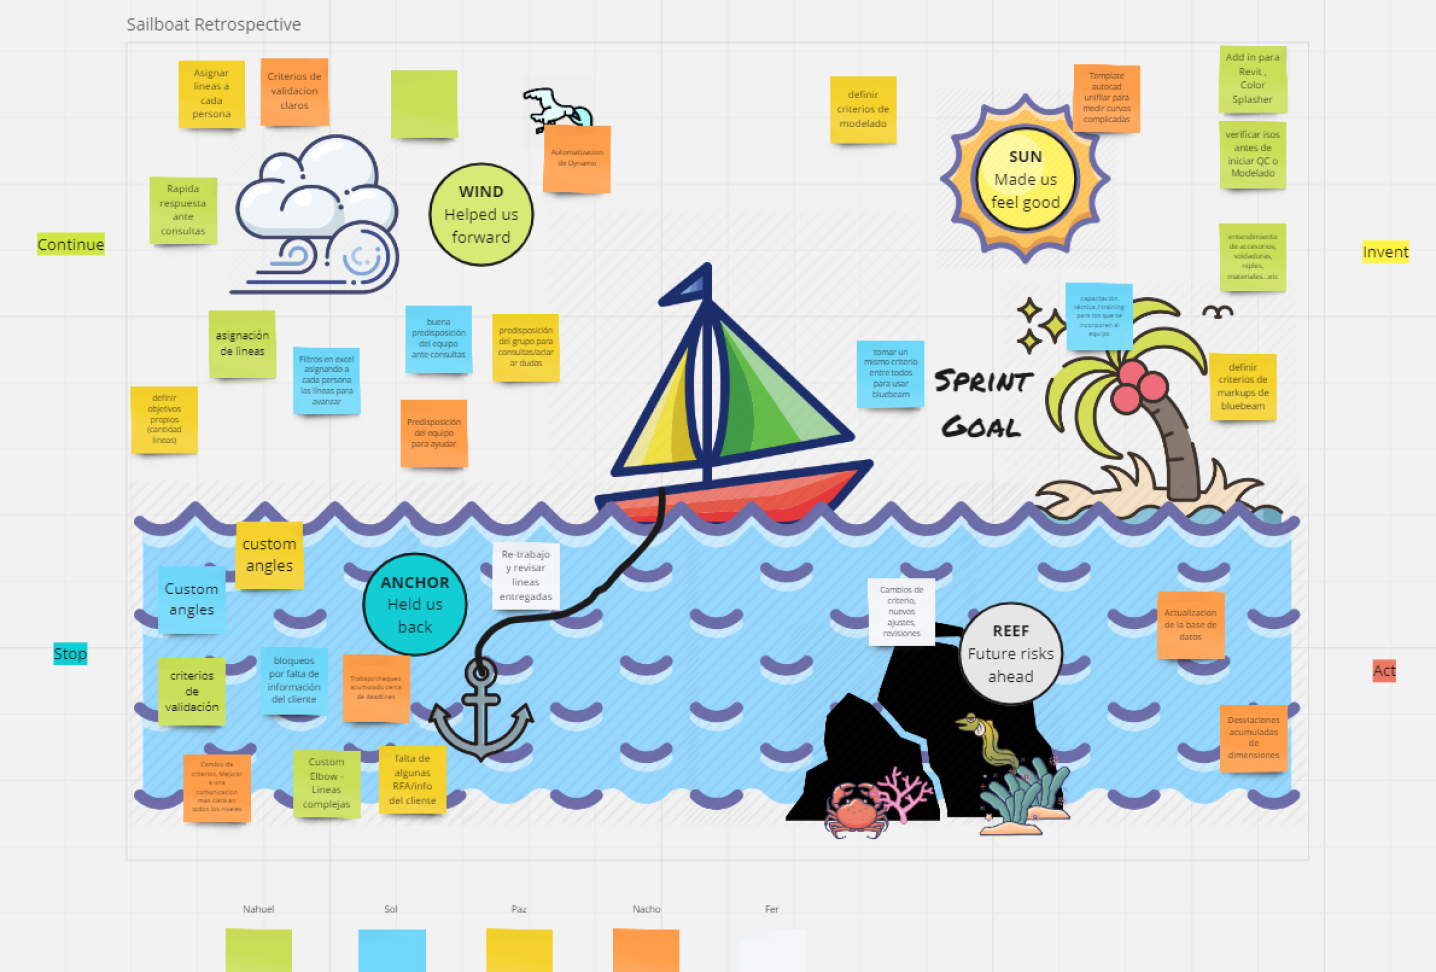 Sailboat Retrospective
Asignar
lineas a
cada
persona
Criterios de
validacion
claros
Automatizacion
de Dynamo
definir
criterios de
modelado
Template
autocad
unifilar para
medir curvas
complicadas
Add in para
Revit ,
Color
Splasher
verificar isos
antes de
iniciar QC o
Modelado
SUN
Made us
feel good
WIND
Helped us
forward
Rapida
respuesta
ante
consultas
Continue
Invent
entendimiento
de accesorios,
soldaduras,
niples,
materiales...etc
capacitación
técnica / training
para los que se
incorporen al
equipo
asignación
de lineas
Filtros en excel
asignando a
cada persona
las líneas para
avanzar
buena
predisposición
del equipo
ante consultas
predisposición
del grupo para
consultas/aclar
ar dudas
definir
objetivos
propios
(cantidad
lineas)
Predisposición
del equipo
para ayudar
tomar un
mismo criterio
entre todos
para usar
bluebeam
SPRINT
GOAL
definir
criterios de
markups de
bluebeam
custom
angles
Custom
angles
ANCHOR
Held us
back
Re-trabajo
y revisar
lineas
entregadas
Cambios de
criterio,
nuevos
ajustes,
revisiones
REEF
Future risks
ahead
Actualizacion
de la base de
datos
Stop
Act
criterios
de
validación
bloqueos
por falta de
información
del cliente
Trabajo/cheques
acumulado cerca
de deadlines
Desviaciones
acumuladas
de
dimensiones
Cambio de
criterios, Mejorar
a una
comunicacion
mas clara en
todos los niveles
Custom
Elbow -
Lineas
complejas
falta de
algunas
RFA/info
del cliente
Nahuel
Sol
Paz
Nacho
Fer